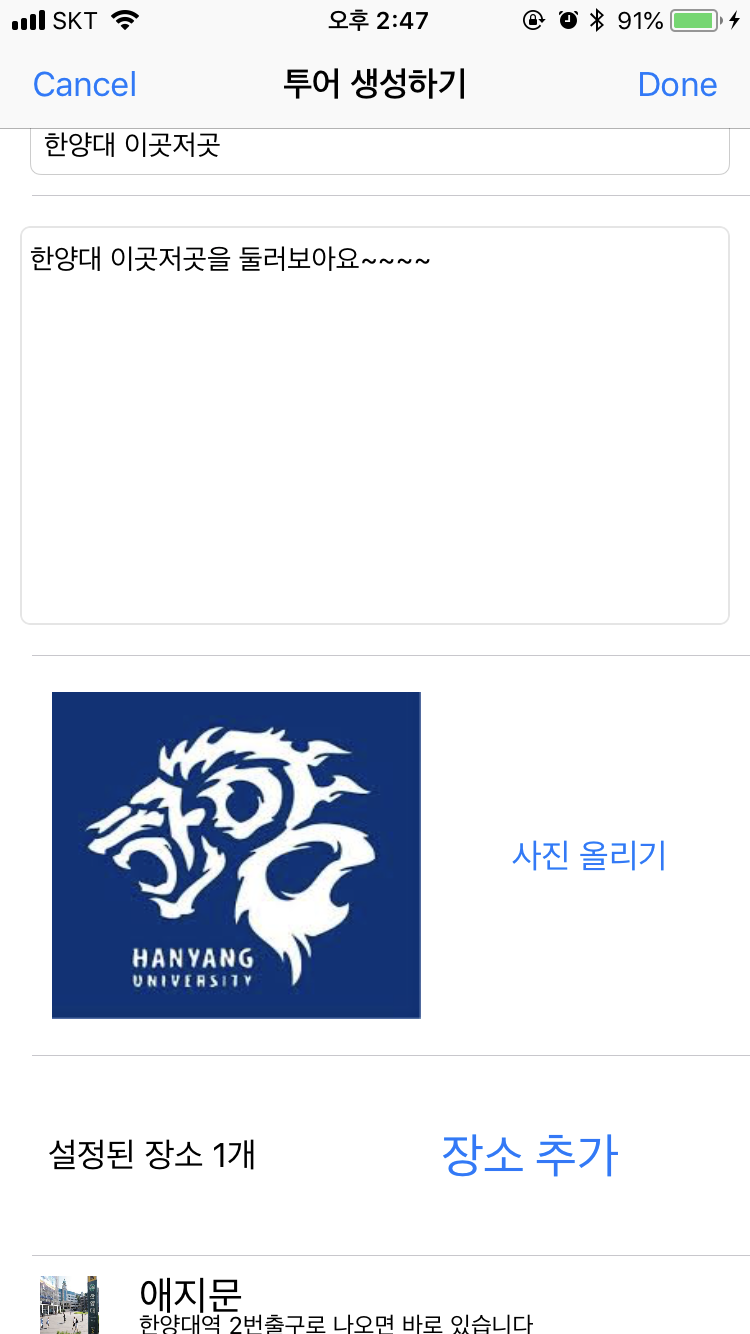 SKT 오후 2:47 91%
Cancel 투어 생성하기 Done
한양대 이곳저곳
한양대 이곳저곳을 둘러보아요~~~~
한양
HANYANG
UNIVERSITY
사진 올리기
설정된 장소 1개 장소 추가
애지문
한양대역 2번출구로 나오면 바로 있습니다